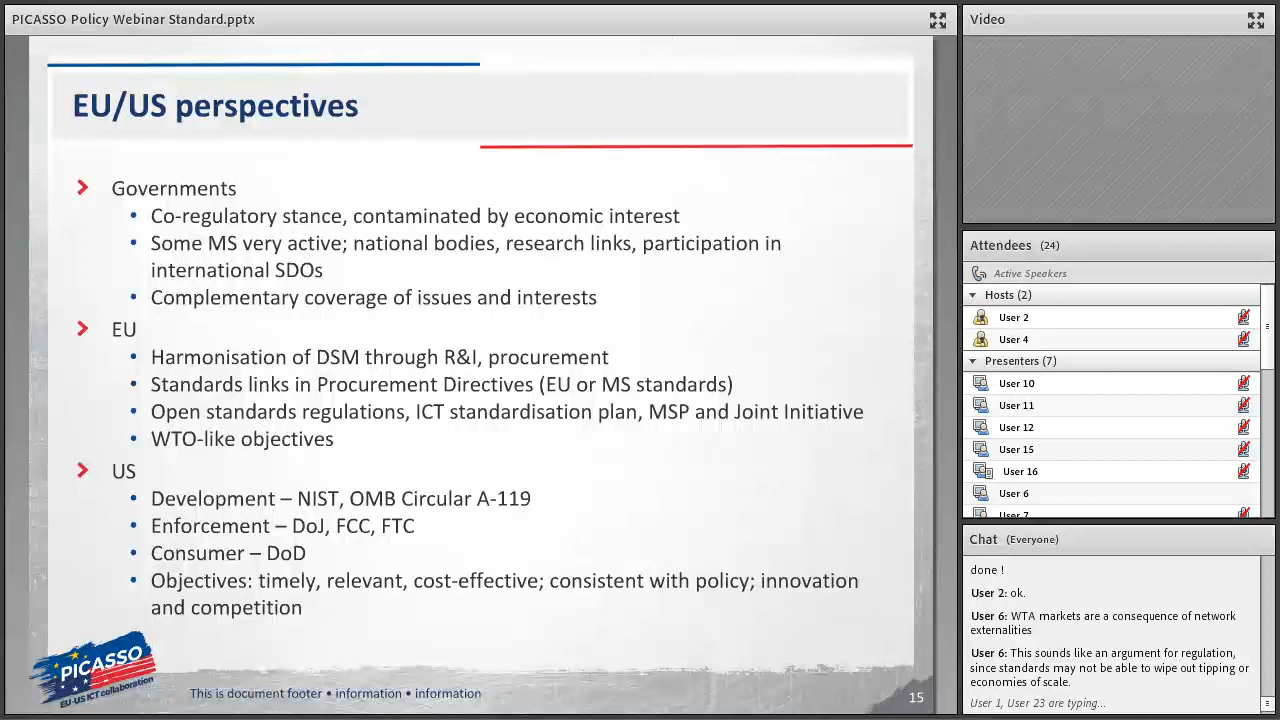 PICASSO Policy Webinar Standard.pptx
EU/US perspectives
Governments
• Co-regulatory stance, contaminated by economic interest
• Some MS very active; national bodies, research links, participation in
international SDOs
• Complementary coverage of issues and interests
EU
• Harmonisation of DSM through R&I, procurement
• Standards links in Procurement Directives (EU or MS standards)
• Open standards regulations, ICT standardisation plan, MSP and Joint Initiative
• WTO-like objectives
US
• Development – NIST, OMB Circular A-119
• Enforcement – DoJ, FCC, FTC
• Consumer – DoD
• Objectives: timely, relevant, cost-effective; consistent with policy; innovation
and competition
PICASSO
EU-US ICT collaboration
This is document footer • information • information
15
Video
Attendees (24)
Active Speakers
Hosts (2)
User 2
User 4
Presenters (7)
User 10
User 11
User 12
User 15
User 16
User 6
User 7
Chat (Everyone)
done !
User 2: ok.
User 6: WTA markets are a consequence of network
externalities
User 6: This sounds like an argument for regulation,
since standards may not be able to wipe out tipping or
economies of scale.
User 1, User 23 are typing...